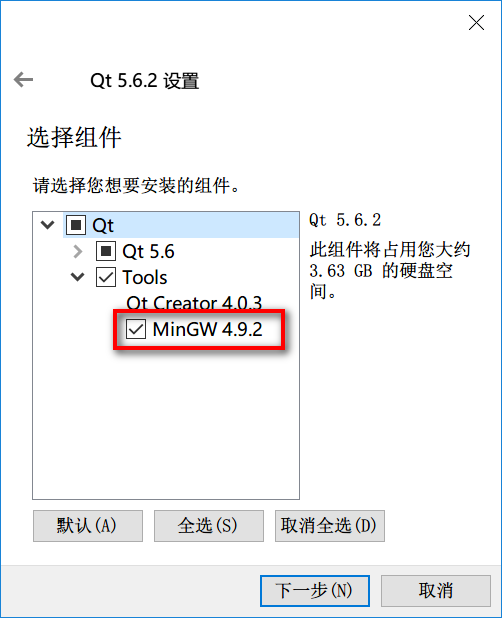 Qt 5.6.2 设置
选择组件
请选择您想要安装的组件。
Qt
Qt 5.6
Tools
Qt Creator 4.0.3
MinGW 4.9.2
Qt 5.6.2
此组件将占用您大约
3.63 GB 的硬盘空
间。
默认(A)
全选(S)
取消全选(D)
下一步(N)
取消